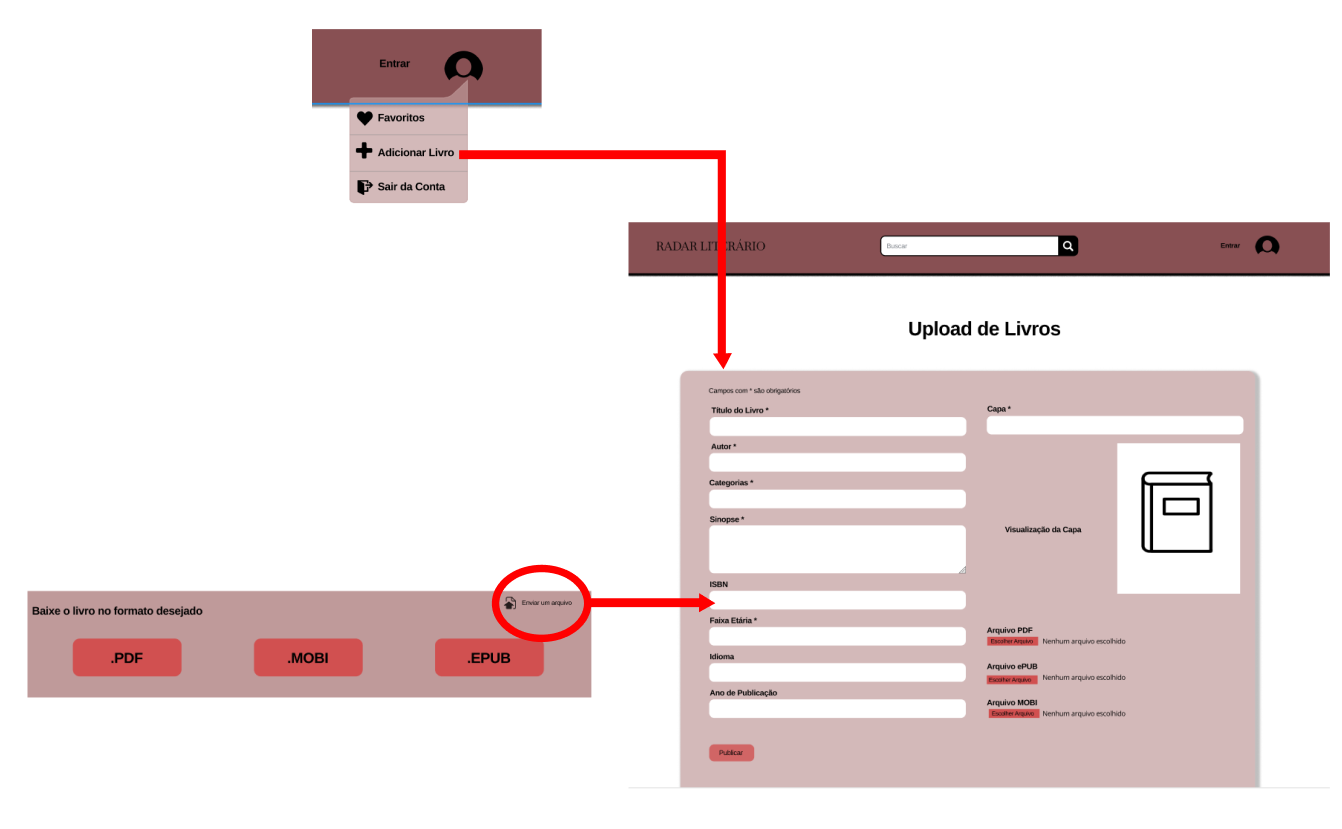 Entrar
Favoritos
Adicionar Livro
Sair da Conta
RADAR LITERÁRIO
Buscar
Entrar
Upload de Livros
Campos com * são obrigatórios
Título do Livro *
Autor *
Categorias *
Sinopse *
ISBN
Faixa Etária *
Idioma
Ano de Publicação
Publicar
Capa *
Visualização da Capa
Arquivo PDF
Escolher Arquivo Nenhum arquivo escolhido
Arquivo ePUB
Escolher Arquivo Nenhum arquivo escolhido
Arquivo MOBI
Escolher Arquivo Nenhum arquivo escolhido
Baixe o livro no formato desejado
Enviar um arquivo
.PDF
.MOBI
.EPUB